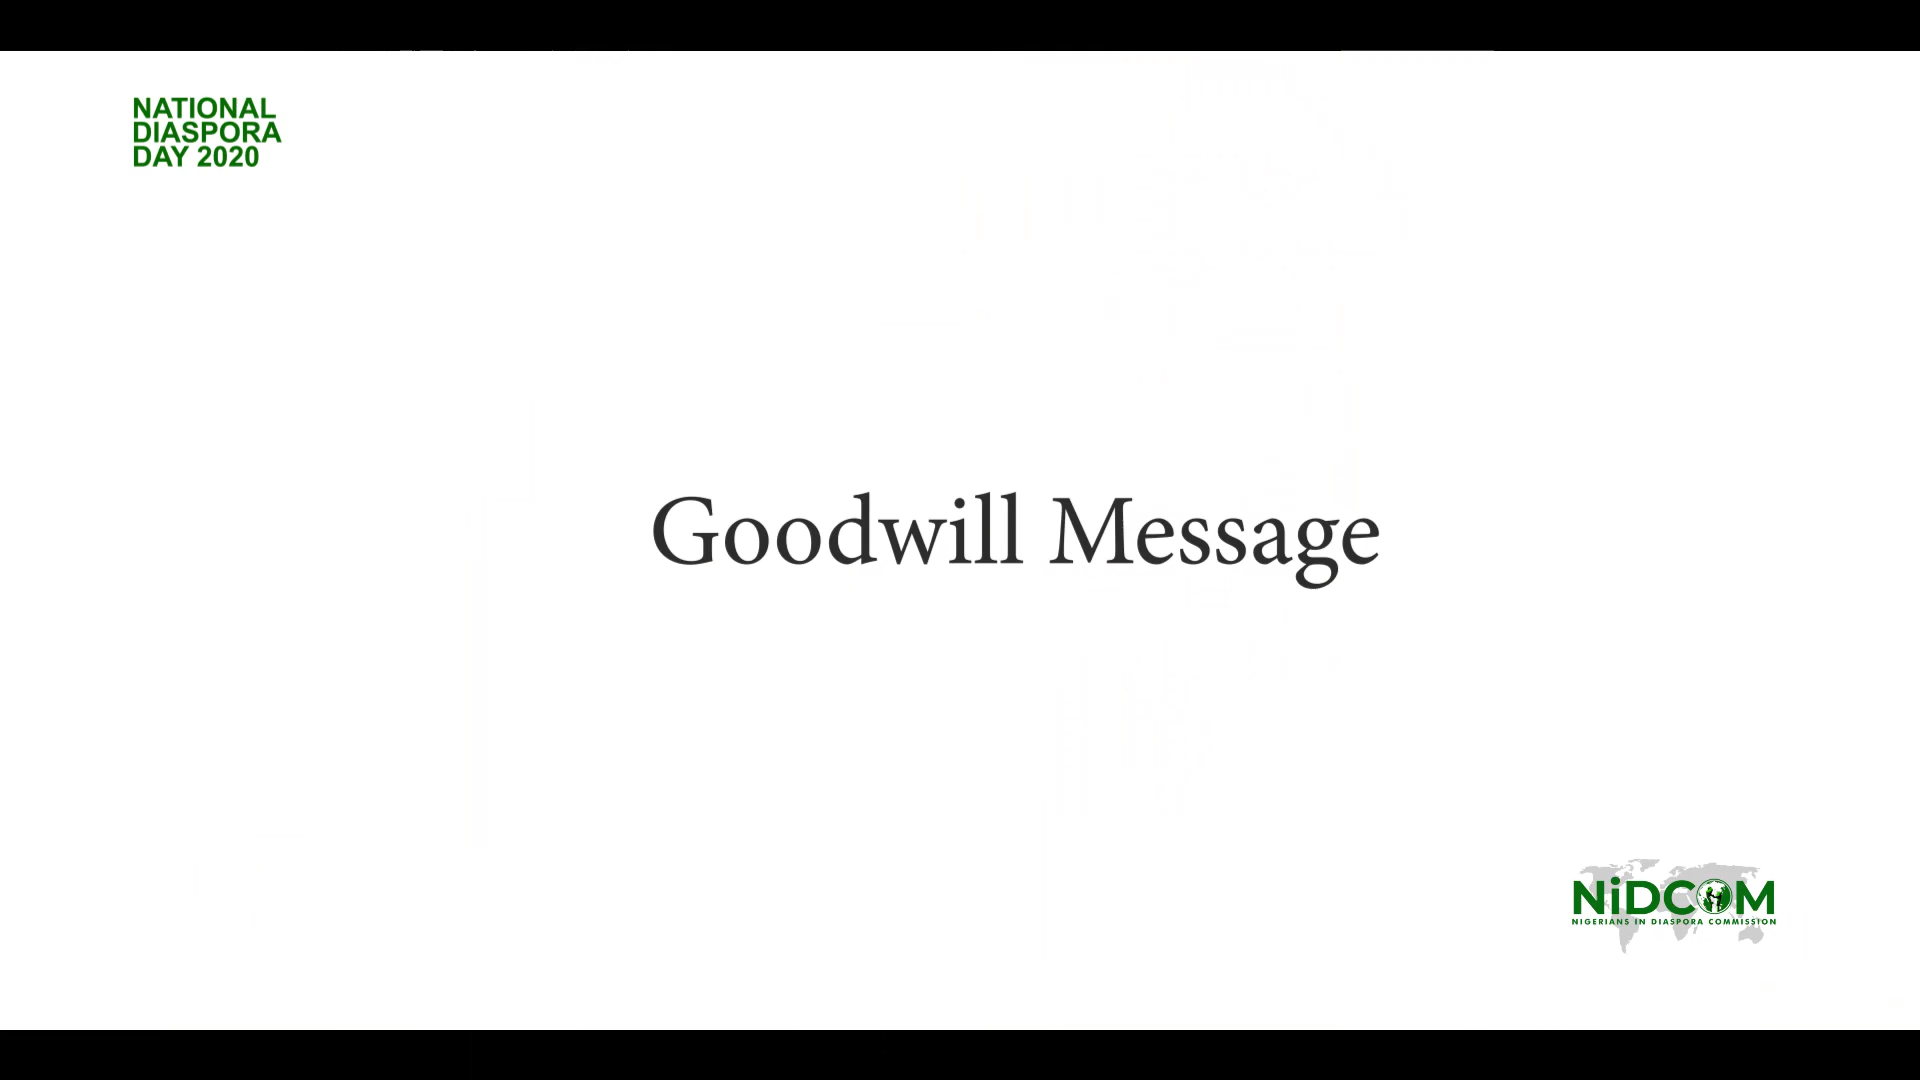 NATIONAL
DIASPORA
DAY 2020
Goodwill Message
NiDCOM
NIGERIANS IN DIASPORA COMMISSION